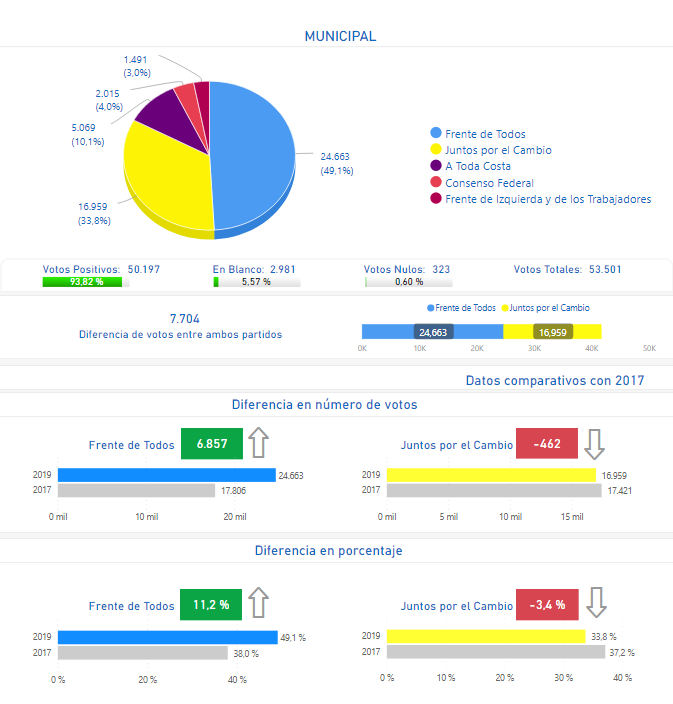 MUNICIPAL
1.491
(3,0%)
2.015
(4,0%)
5.069
(10,1%)
16.959
(33,8%)
24.663
(49,1%)
Frente de Todos
Juntos por el Cambio
A Toda Costa
Consenso Federal
Frente de Izquierda y de los Trabajadores
Votos Positivos: 50.197
93,82 %
En Blanco: 2.981
5,57 %
Votos Nulos: 323
0,60 %
Votos Totales: 53.501
7.704
Diferencia de votos entre ambos partidos
Frente de Todos Juntos por el Cambio
24,663 16,959
0K 10K 20K 30K 40K 50K
Datos comparativos con 2017
Diferencia en número de votos
Frente de Todos 6.857
2019 24.663
2017 17.806
0 mil 10 mil 20 mil
Juntos por el Cambio -462
2019 16.959
2017 17.421
0 mil 5 mil 10 mil 15 mil
Diferencia en porcentaje
Frente de Todos 11,2 %
2019 49,1 %
2017 38,0 %
0 % 20 % 40 %
Juntos por el Cambio -3,4 %
2019 33,8 %
2017 37,2 %
0 % 10 % 20 % 30 % 40 %